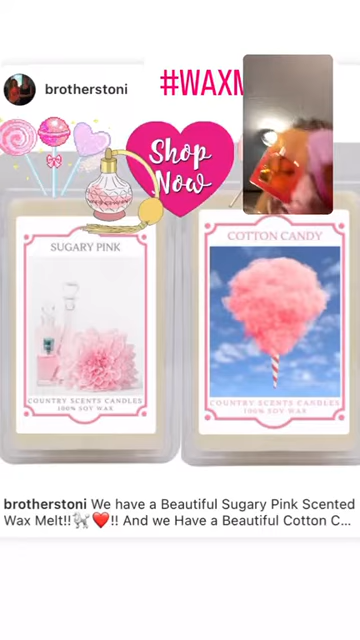 brotherstoni
#WAXM
Shop
Now
SUGARY PINK
COUNTRY SCENTS CANDLES
100% SOY WAX
COTTON CANDY
COUNTRY SCENTS CANDLES
100% SOY WAX
brotherstoni We have a Beautiful Sugary Pink Scented
Wax Melt!!🐩❤️!! And we Have a Beautiful Cotton C...